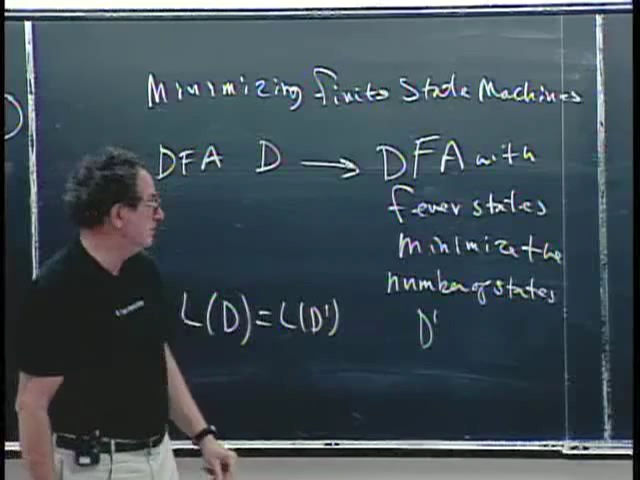 Minimizing Finite State Machines
DFA D → DFA with
fewer states
minimize the
number of states
L(D) = L(D') D'